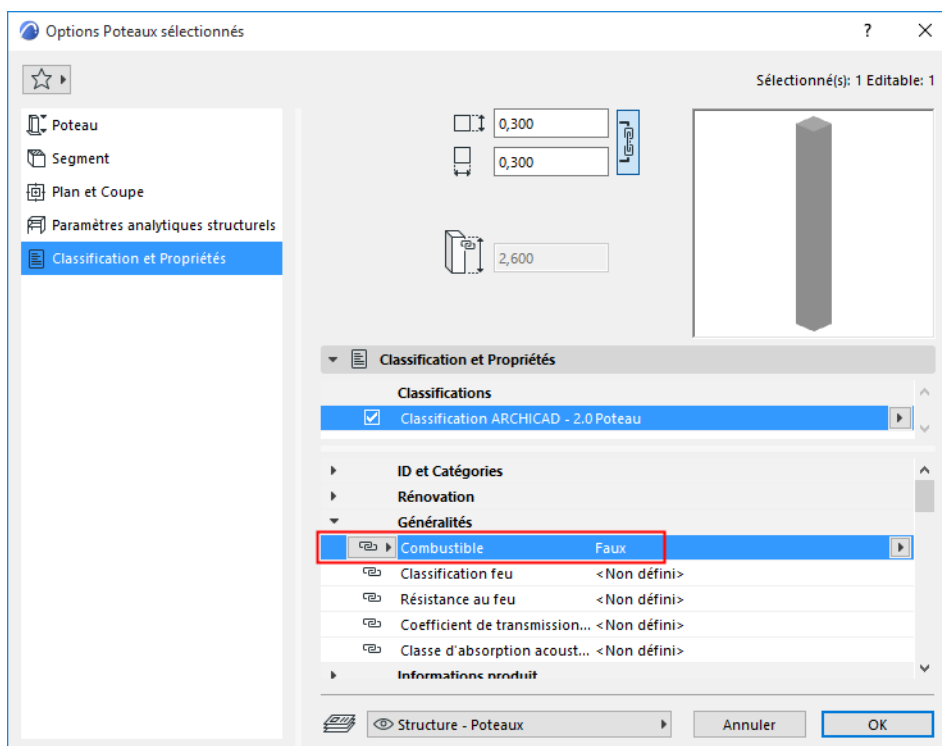 Options Poteaux sélectionnés
?
Sélectionné(s): 1 Editable: 1
Poteau
Segment
Plan et Coupe
Paramètres analytiques structurels
Classification et Propriétés
0,300
0,300
2,600
Classification et Propriétés
Classifications
Classification ARCHICAD - 2.0 Poteau
ID et Catégories
Rénovation
Généralités
Combustible Faux
Classification feu <Non défini>
Résistance au feu <Non défini>
Coefficient de transmission... <Non défini>
Classe d'absorption acoust... <Non défini>
Informations produit
Structure - Poteaux
Annuler
OK